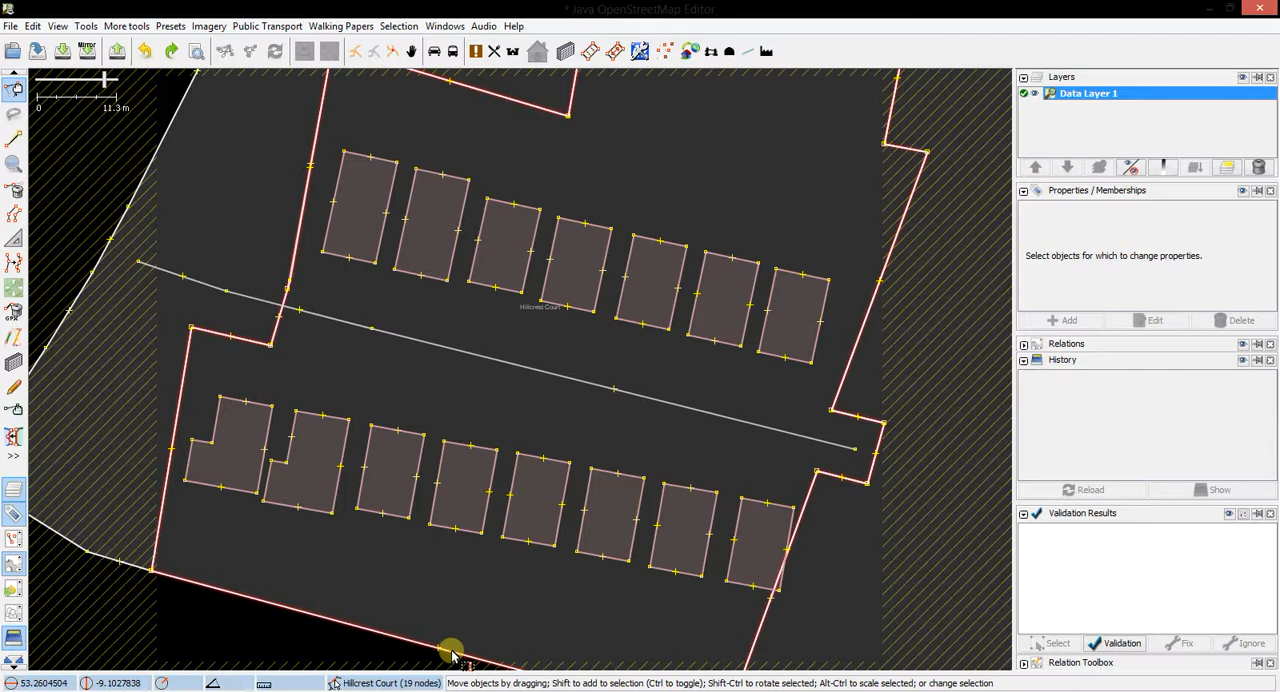 * Java OpenStreetMap Editor
File Edit View Tools More tools Presets Imagery Public Transport Walking Papers Selection Windows Audio Help
Mirror
0 11.3 m
GPX
>>
Hillcrest Court
Layers
Data Layer 1
Properties / Memberships
Select objects for which to change properties.
Add Edit Delete
Relations
History
Reload Show
Validation Results
Select Validation Fix Ignore
Relation Toolbox
53.2604504 -9.1027838 Hillcrest Court (19 nodes) Move objects by dragging; Shift to add to selection (Ctrl to toggle); Shift-Ctrl to rotate selected; Alt-Ctrl to scale selected; or change selection